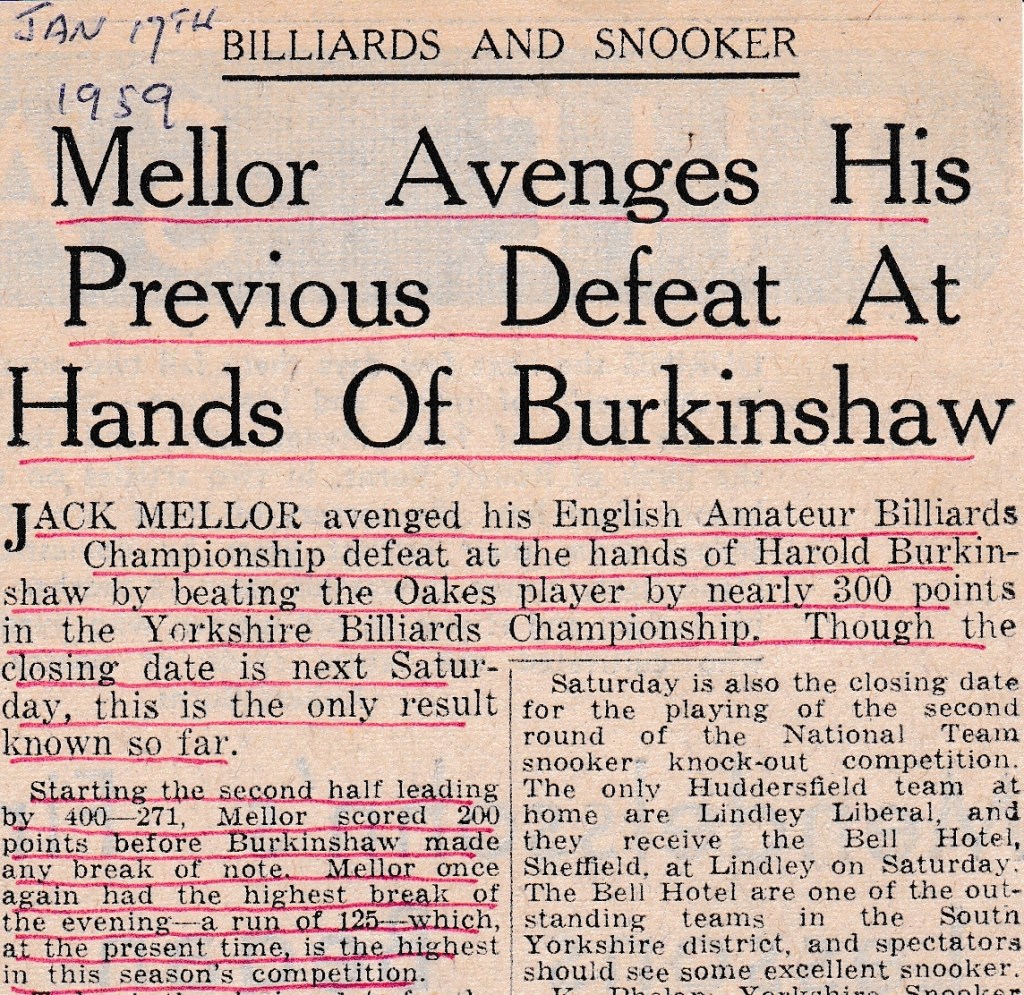 JAN 17TH
1959
BILLIARDS AND SNOOKER
Mellor Avenges His
Previous Defeat At
Hands Of Burkinshaw
JACK MELLOR avenged his English Amateur Billiards
Championship defeat at the hands of Harold Burkin-
shaw by beating the Oakes player by nearly 300 points
in the Yorkshire Billiards Championship. Though the
closing date is next Satur-
day, this is the only result
known so far.
Starting the second half leading
by 400—271, Mellor scored 200
points before Burkinshaw made
any break of note. Mellor once
again had the highest break of
the evening—a run of 125—which,
at the present time, is the highest
in this season's competition.
Saturday is also the closing date
for the playing of the second
round of the National Team
snooker knock-out competition.
The only Huddersfield team at
home are Lindley Liberal, and
they receive the Bell Hotel,
Sheffield, at Lindley on Saturday.
The Bell Hotel are one of the out-
standing teams in the South
Yorkshire district, and spectators
should see some excellent snooker.
K. Phelan, Yorkshire Snooker